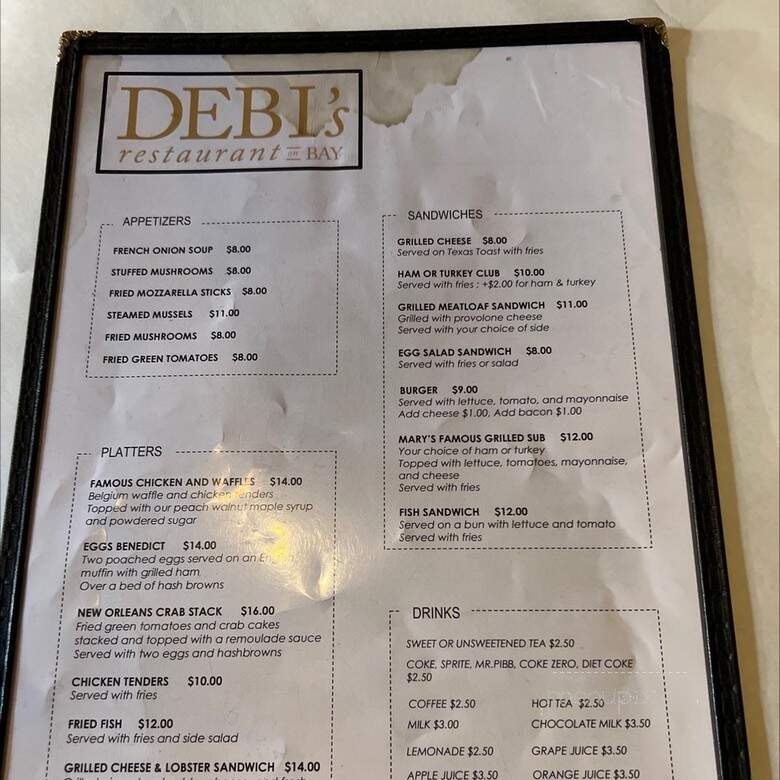 DEBI's
restaurant on BAY
APPETIZERS
FRENCH ONION SOUP $8.00
STUFFED MUSHROOMS $8.00
FRIED MOZZARELLA STICKS $8.00
STEAMED MUSSELS $11.00
FRIED MUSHROOMS $8.00
FRIED GREEN TOMATOES $8.00
PLATTERS
FAMOUS CHICKEN AND WAFFLES $14.00
Belgium waffle and chicken tenders
Topped with our peach walnut maple syrup
and powdered sugar
EGGS BENEDICT $14.00
Two poached eggs served on an
muffin with grilled ham
Over a bed of hash browns
NEW ORLEANS CRAB STACK $16.00
Fried green tomatoes and crab cakes
stacked and topped with a remoulade sauce
Served with two eggs and hashbrowns
CHICKEN TENDERS $10.00
Served with fries
FRIED FISH $12.00
Served with fries and side salad
GRILLED CHEESE & LOBSTER SANDWICH $14.00
SANDWICHES
GRILLED CHEESE $8.00
Served on Texas Toast with fries
HAM OR TURKEY CLUB $10.00
Served with fries : +$2.00 for ham & turkey
GRILLED MEATLOAF SANDWICH $11.00
Grilled with provolone cheese
Served with your choice of side
EGG SALAD SANDWICH $8.00
Served with fries or salad
BURGER $9.00
Served with lettuce, tomato, and mayonnaise
Add cheese $1.00, Add bacon $1.00
MARY'S FAMOUS GRILLED SUB $12.00
Your choice of ham or turkey
Topped with lettuce, tomatoes, mayonnaise,
and cheese
Served with fries
FISH SANDWICH $12.00
Served on a bun with lettuce and tomato
Served with fries
DRINKS
SWEET OR UNSWEETENED TEA $2.50
COKE, SPRITE, MR.PIBB, COKE ZERO, DIET COKE
$2.50
COFFEE $2.50 HOT TEA $2.50
MILK $3.00 CHOCOLATE MILK $3.50
LEMONADE $2.50 GRAPE JUICE $3.50
APPLE JUICE $3.50 ORANGE JUICE $3.50